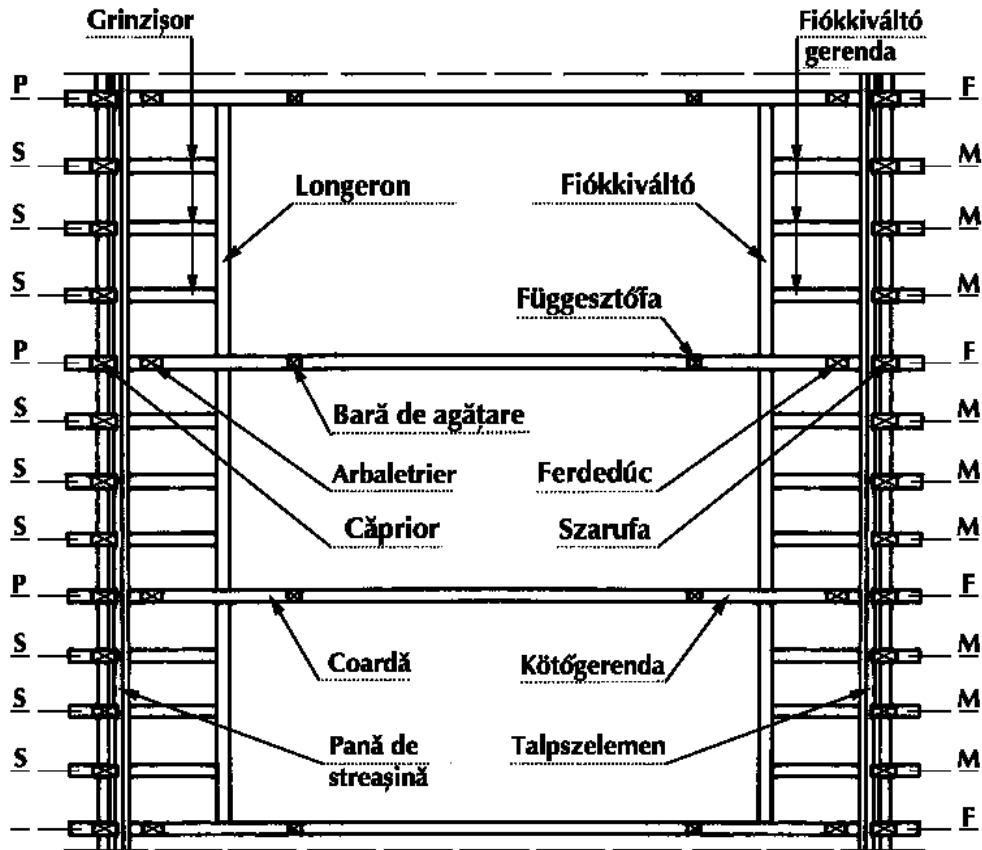 Grinzișor
Fiókkiváltó
gerenda
P F
S M
Longeron Fiókkiváltó
S M
S M
Függesztőfa
P F
Bară de agățare
S M
Arbaletrier Ferdedúc
S M
Căprior Szarufa
S M
P F
Coardă Kötőgerenda
S M
S M
Pană de
streașină
Talpszelemen
S M
F